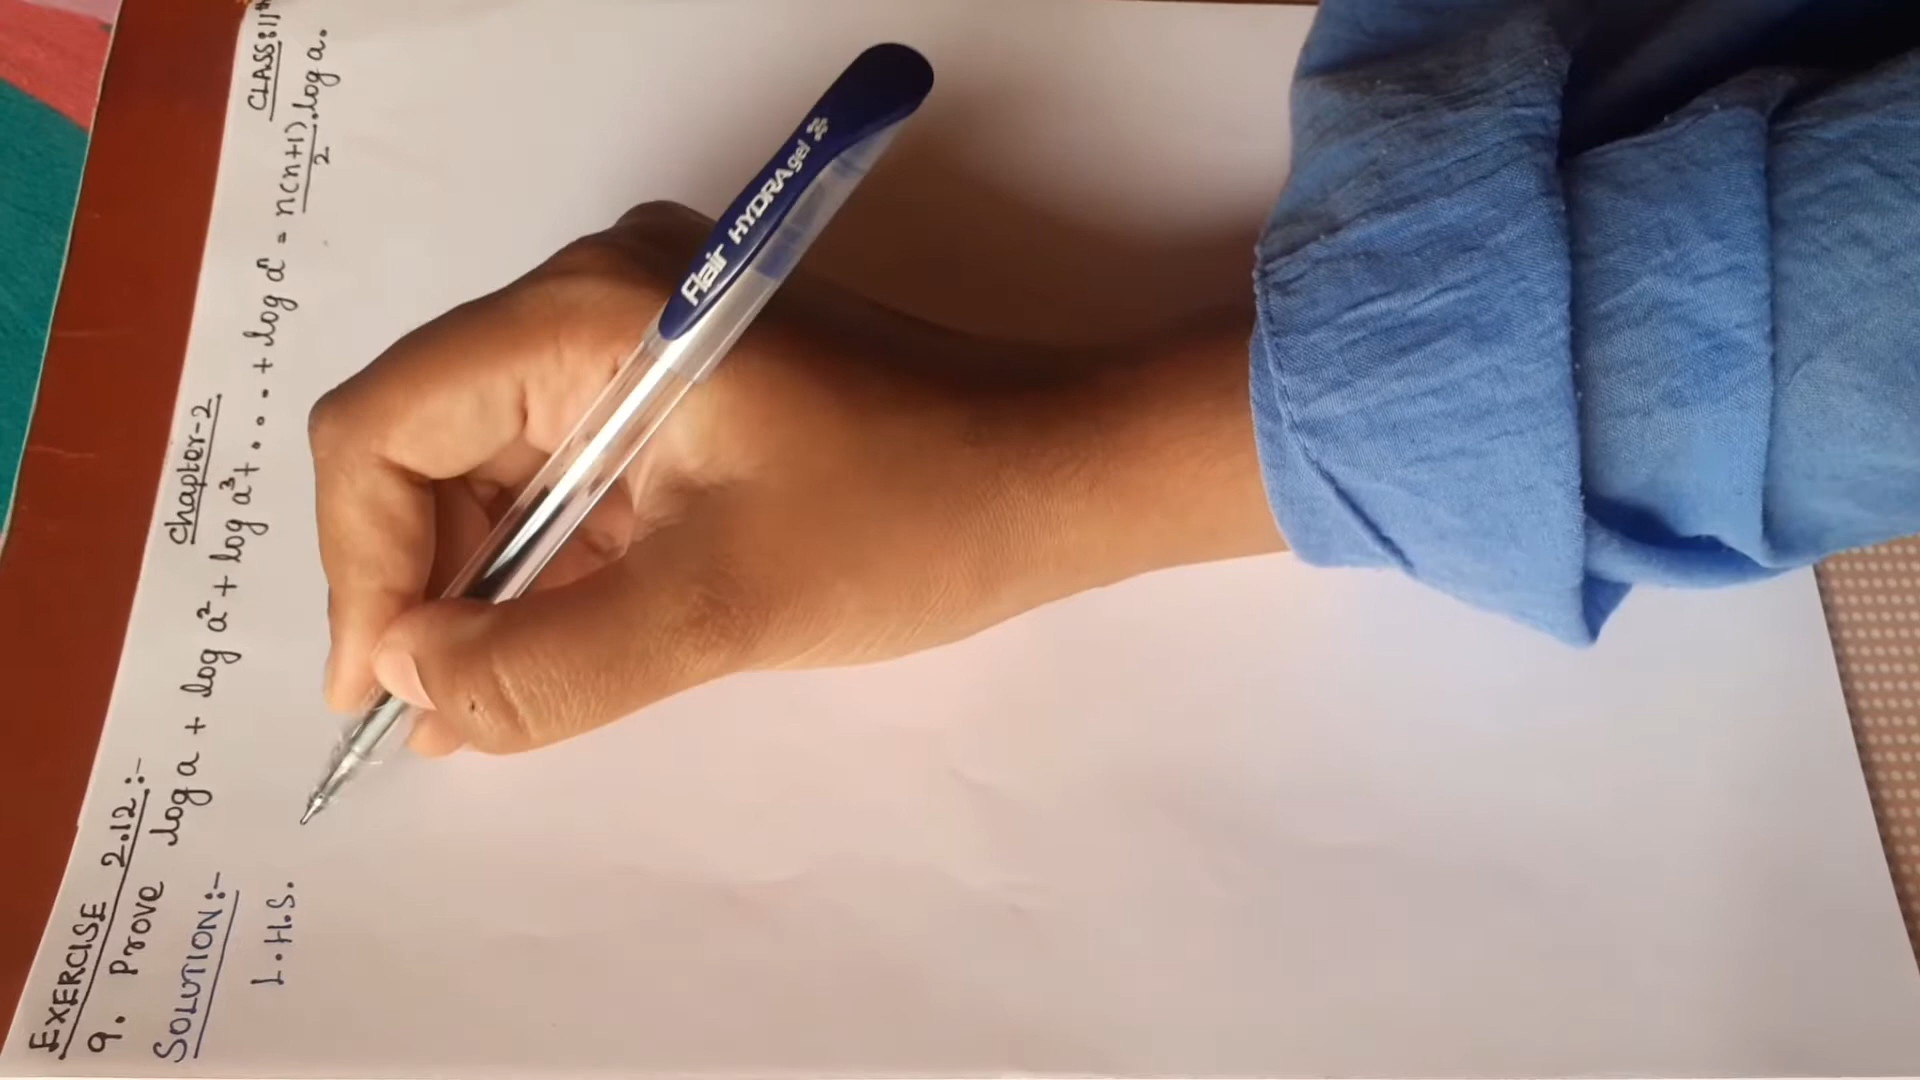 CLASS:11th
Chapter-2
EXERCISE 2.12:-
9. Prove log a + log a² + log a³ + .... + log aⁿ = n(n+1)/2 . log a.
SOLUTION:-
L.H.S.
Flair HYDRA gel